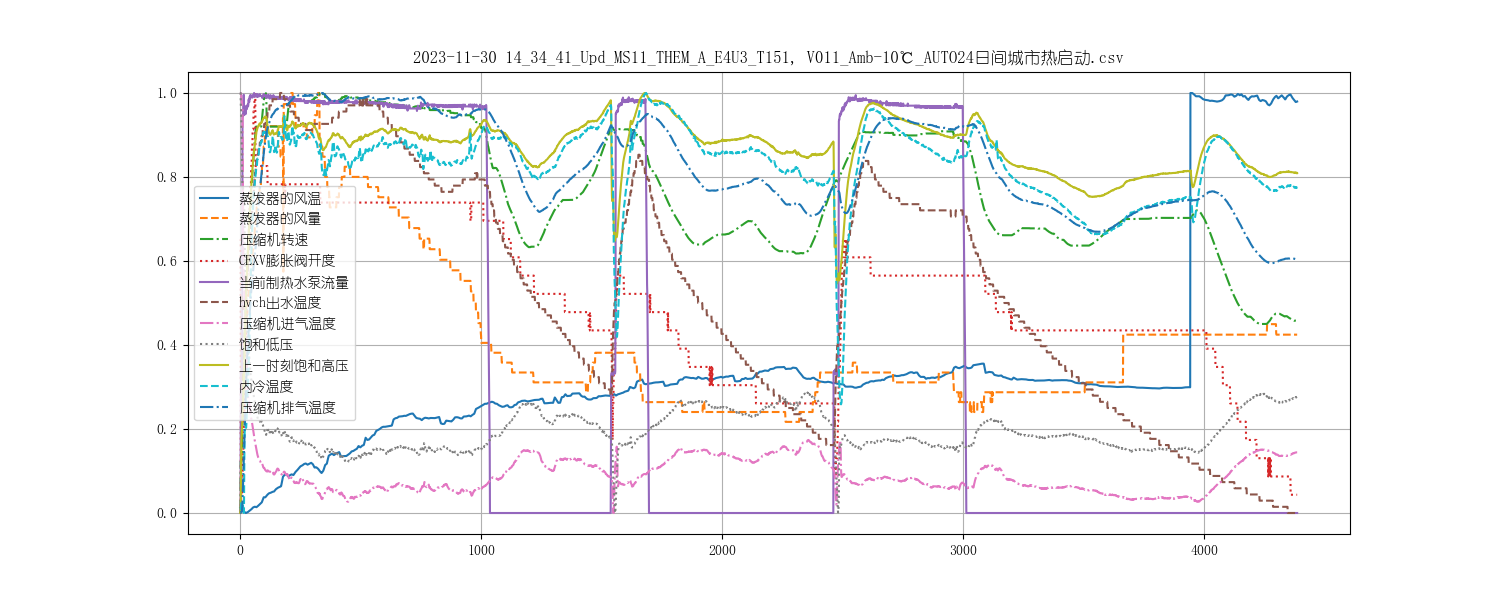 2023-11-30 14_34_41_Upd_MS11_THEM_A_E4U3_T151, V011_Amb-10℃_AUTO24日间城市热启动.csv
1.0
0.8
0.6
0.4
0.2
0.0
蒸发器的风温
蒸发器的风量
压缩机转速
CEXV膨胀阀开度
当前制热水泵流量
hvch出水温度
压缩机进气温度
饱和低压
上一时刻饱和高压
内冷温度
压缩机排气温度
0 1000 2000 3000 4000